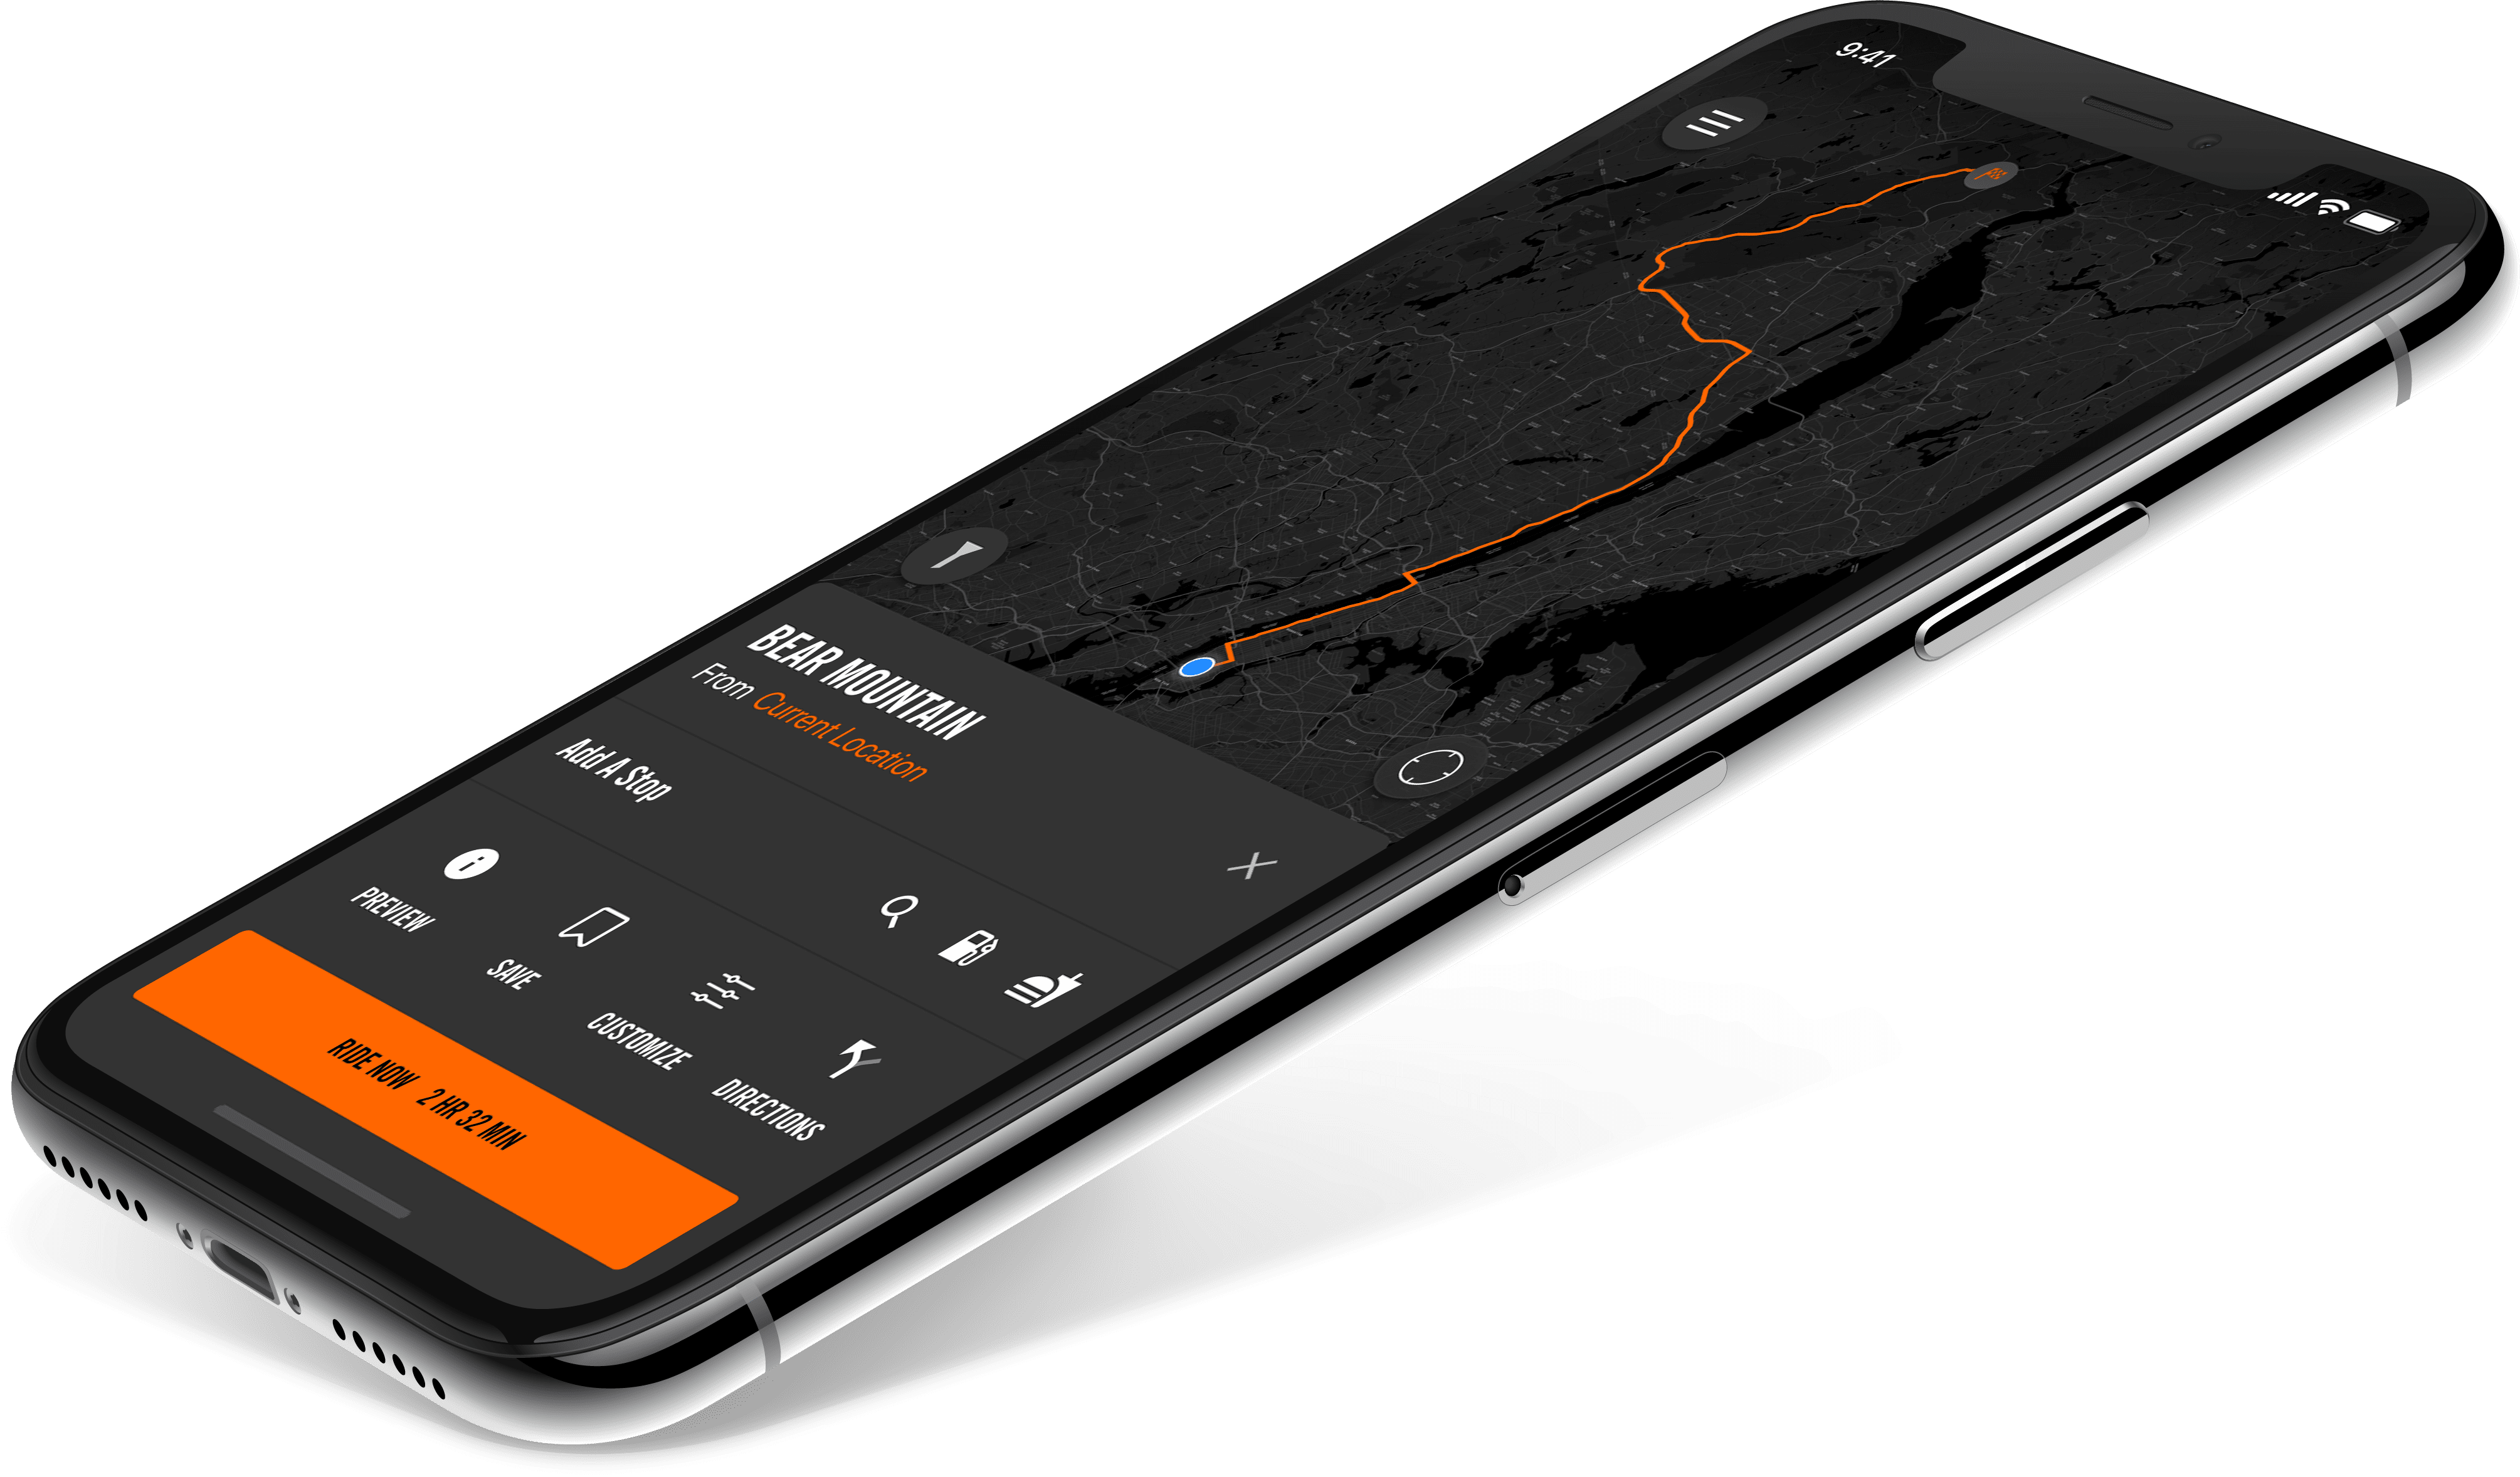 9:41
BEAR MOUNTAIN
From Current Location
Add A Stop
PREVIEW
SAVE
CUSTOMIZE
DIRECTIONS
RIDE NOW 2 HR 32 MIN